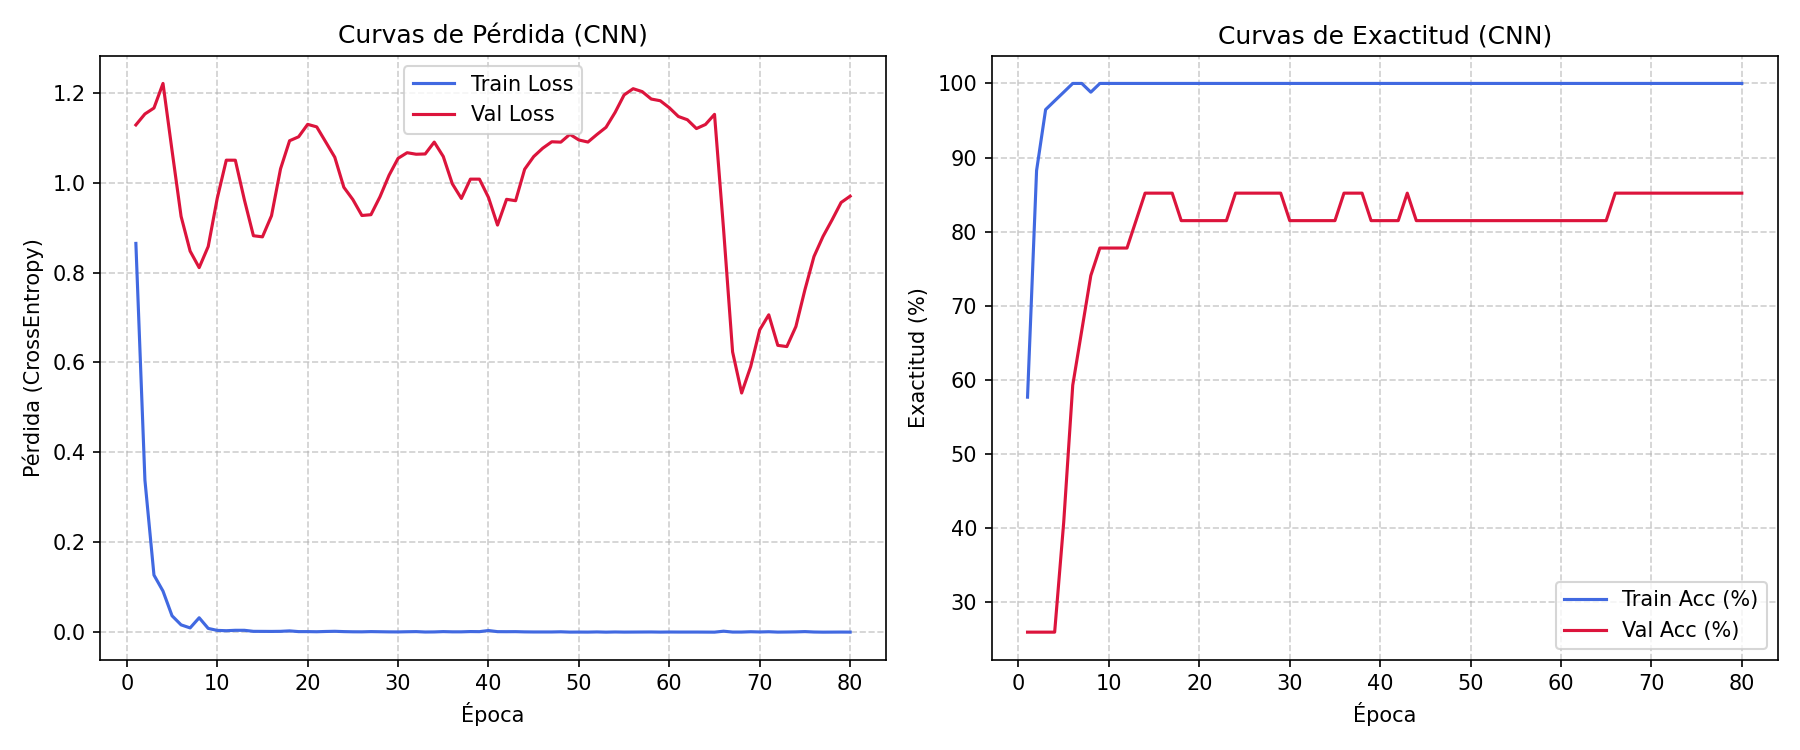 Curvas de Pérdida (CNN)
Train Loss
Val Loss
Pérdida (CrossEntropy)
1.2
1.0
0.8
0.6
0.4
0.2
0.0
0 10 20 30 40 50 60 70 80
Época
Curvas de Exactitud (CNN)
Exactitud (%)
100
90
80
70
60
50
40
30
Train Acc (%)
Val Acc (%)
0 10 20 30 40 50 60 70 80
Época